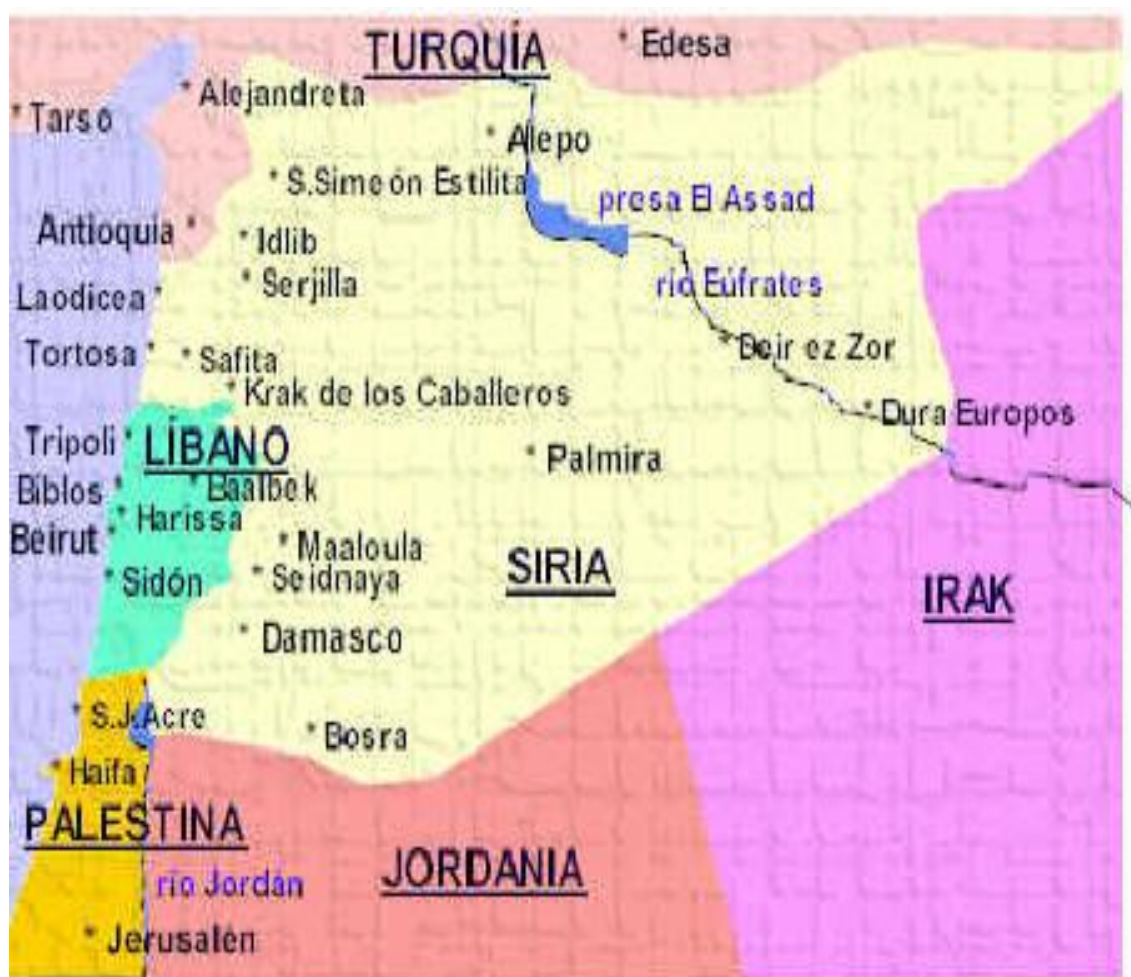 TURQUÍA
Edesa
Alejandreta
Tarso
Alepo
S.Simeón Estilita
presa El Assad
Antioquía
Idlib
Serjilla
río Eúfrates
Laodicea
Tortosa
Safita
Deir ez Zor
Krak de los Caballeros
Dura Europos
Trípoli
LÍBANO
Palmira
Biblos
Baalbek
Harissa
Beirut
Maaloula
SIRIA
Sidón
Seidnaya
IRAK
Damasco
S.J.Acre
Bosra
Haifa
PALESTINA
JORDANIA
río Jordán
Jerusalén